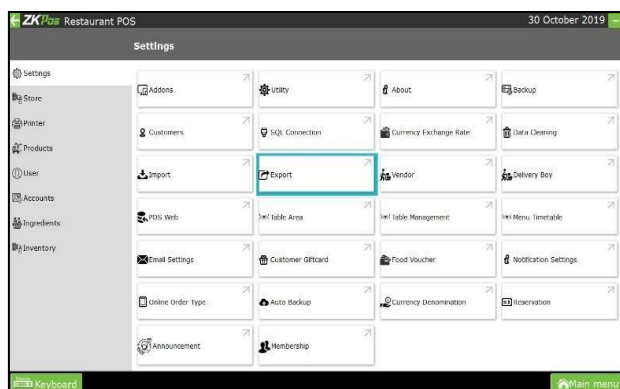 ZKPos Restaurant POS 30 October 2019
Settings
Settings
Store
Printer
Products
User
Accounts
Ingredients
Inventory
Addons Utility About Backup
Customers SQL Connection Currency Exchange Rate Data Cleaning
Import Export Vendor Delivery Boy
POS Web Table Area Table Management Menu Timetable
Email Settings Customer Giftcard Food Voucher Notification Settings
Online Order Type Auto Backup Currency Denomination Reservation
Announcement Membership
Keyboard Main menu